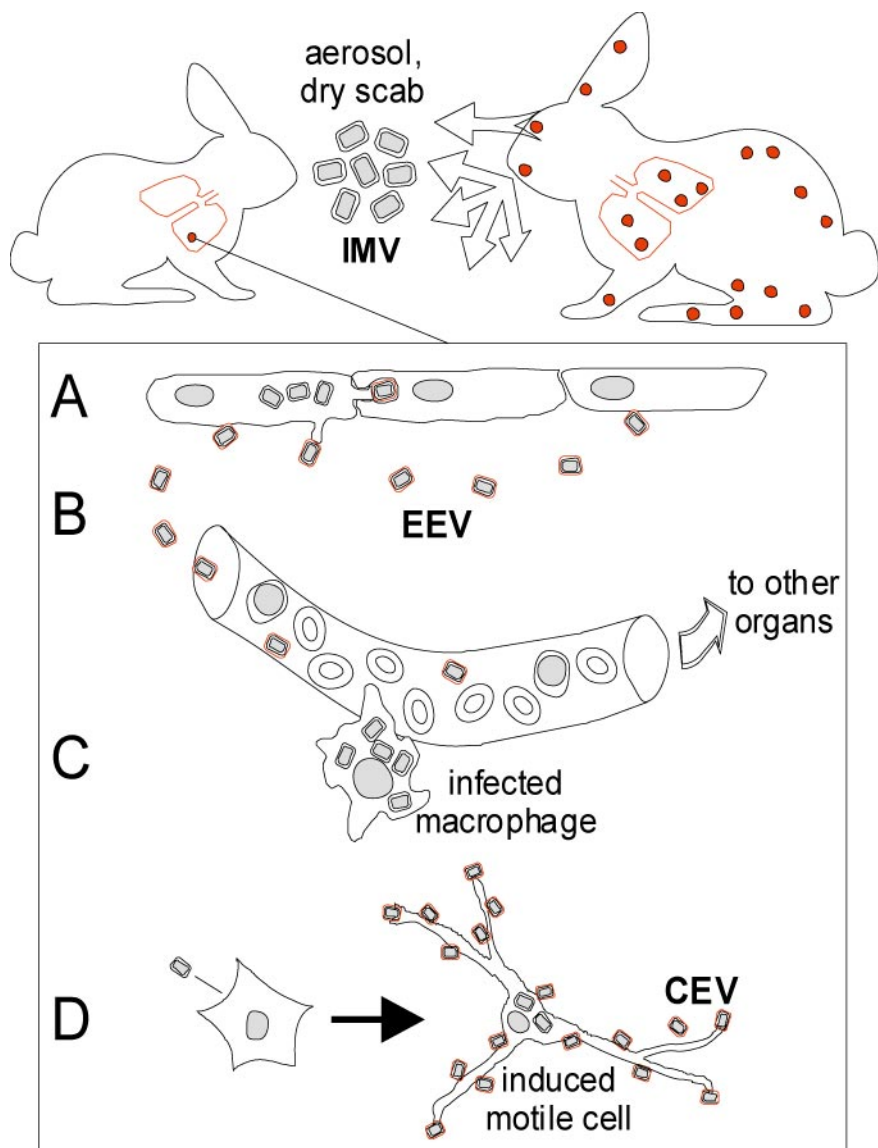 aerosol,
dry scab
IMV
A
EEV
B
to other
organs
C
infected
macrophage
CEV
D
induced
motile cell